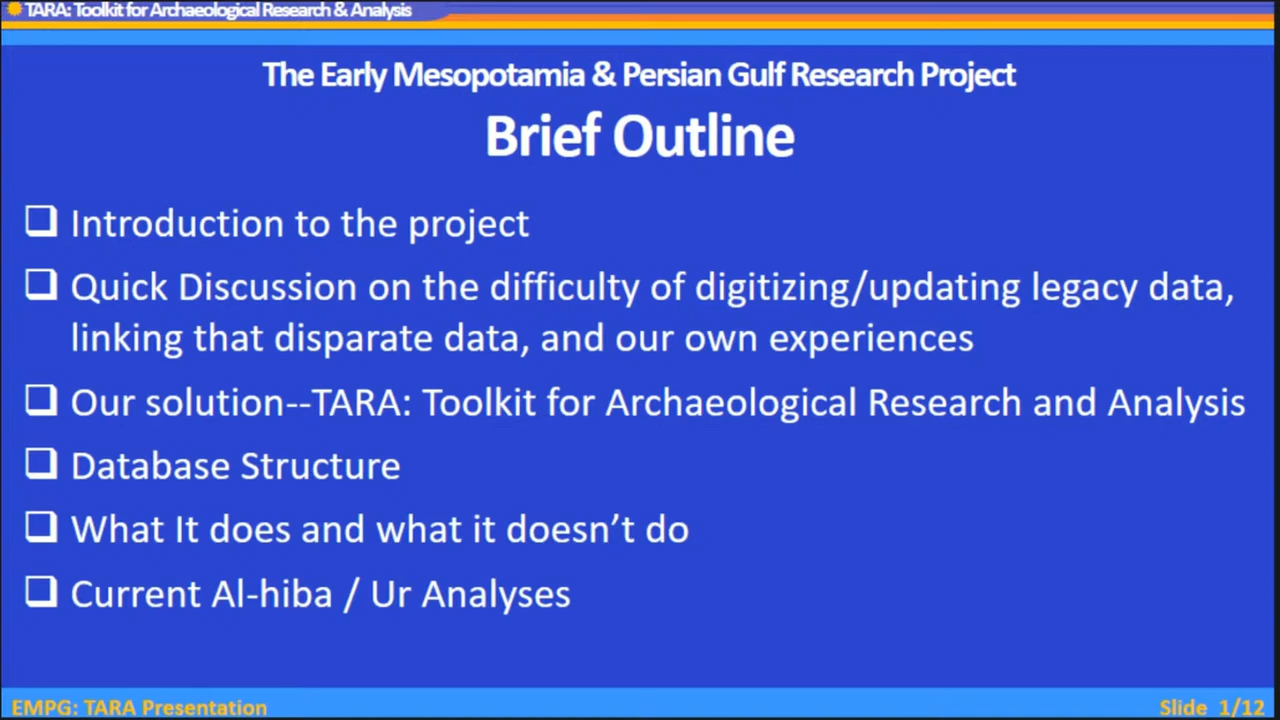 TARA: Toolkit for Archaeological Research & Analysis
The Early Mesopotamia & Persian Gulf Research Project
Brief Outline
❑ Introduction to the project
❑ Quick Discussion on the difficulty of digitizing/updating legacy data,
linking that disparate data, and our own experiences
❑ Our solution--TARA: Toolkit for Archaeological Research and Analysis
❑ Database Structure
❑ What It does and what it doesn’t do
❑ Current Al-hiba / Ur Analyses
EMPG: TARA Presentation
Slide 1/12